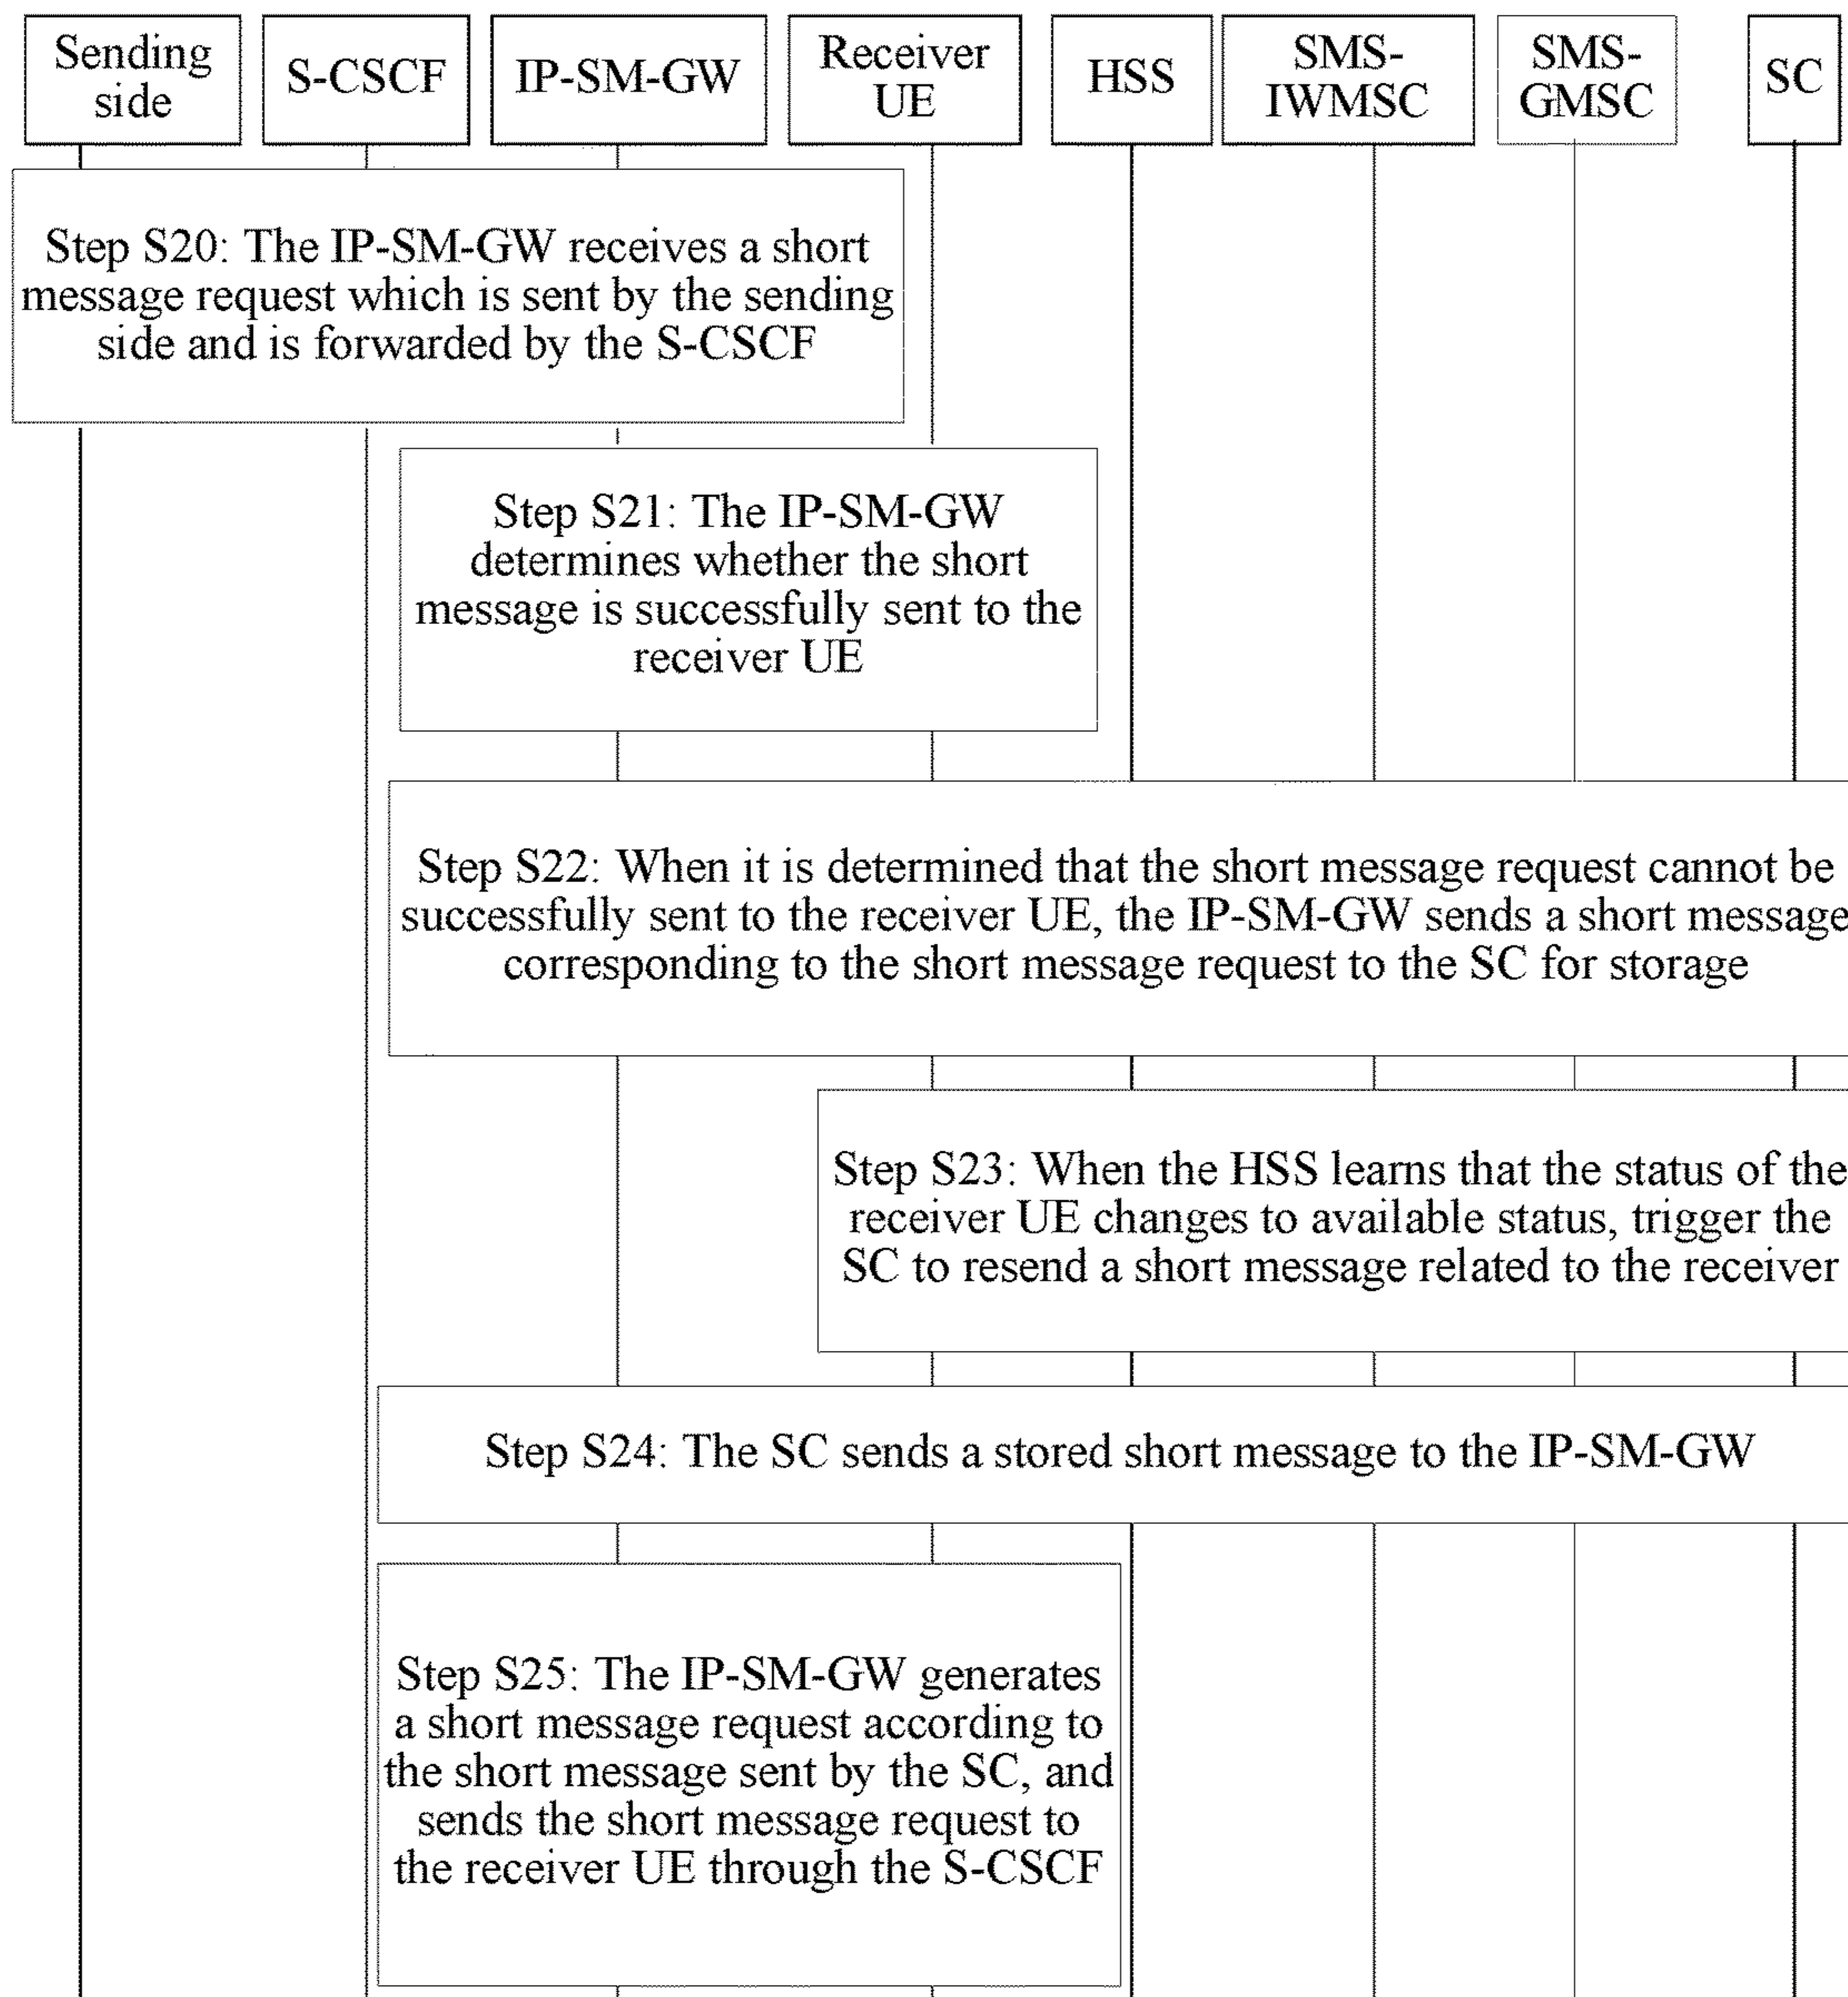 Sending
side
S-CSCF
IP-SM-GW
Receiver
UE
HSS
SMS-
IWMSC
SMS-
GMSC
SC
Step S20: The IP-SM-GW receives a short
message request which is sent by the sending
side and is forwarded by the S-CSCF
Step S21: The IP-SM-GW
determines whether the short
message is successfully sent to the
receiver UE
Step S22: When it is determined that the short message request cannot be
successfully sent to the receiver UE, the IP-SM-GW sends a short message
corresponding to the short message request to the SC for storage
Step S23: When the HSS learns that the status of the
receiver UE changes to available status, trigger the
SC to resend a short message related to the receiver
Step S24: The SC sends a stored short message to the IP-SM-GW
Step S25: The IP-SM-GW generates
a short message request according to
the short message sent by the SC, and
sends the short message request to
the receiver UE through the S-CSCF